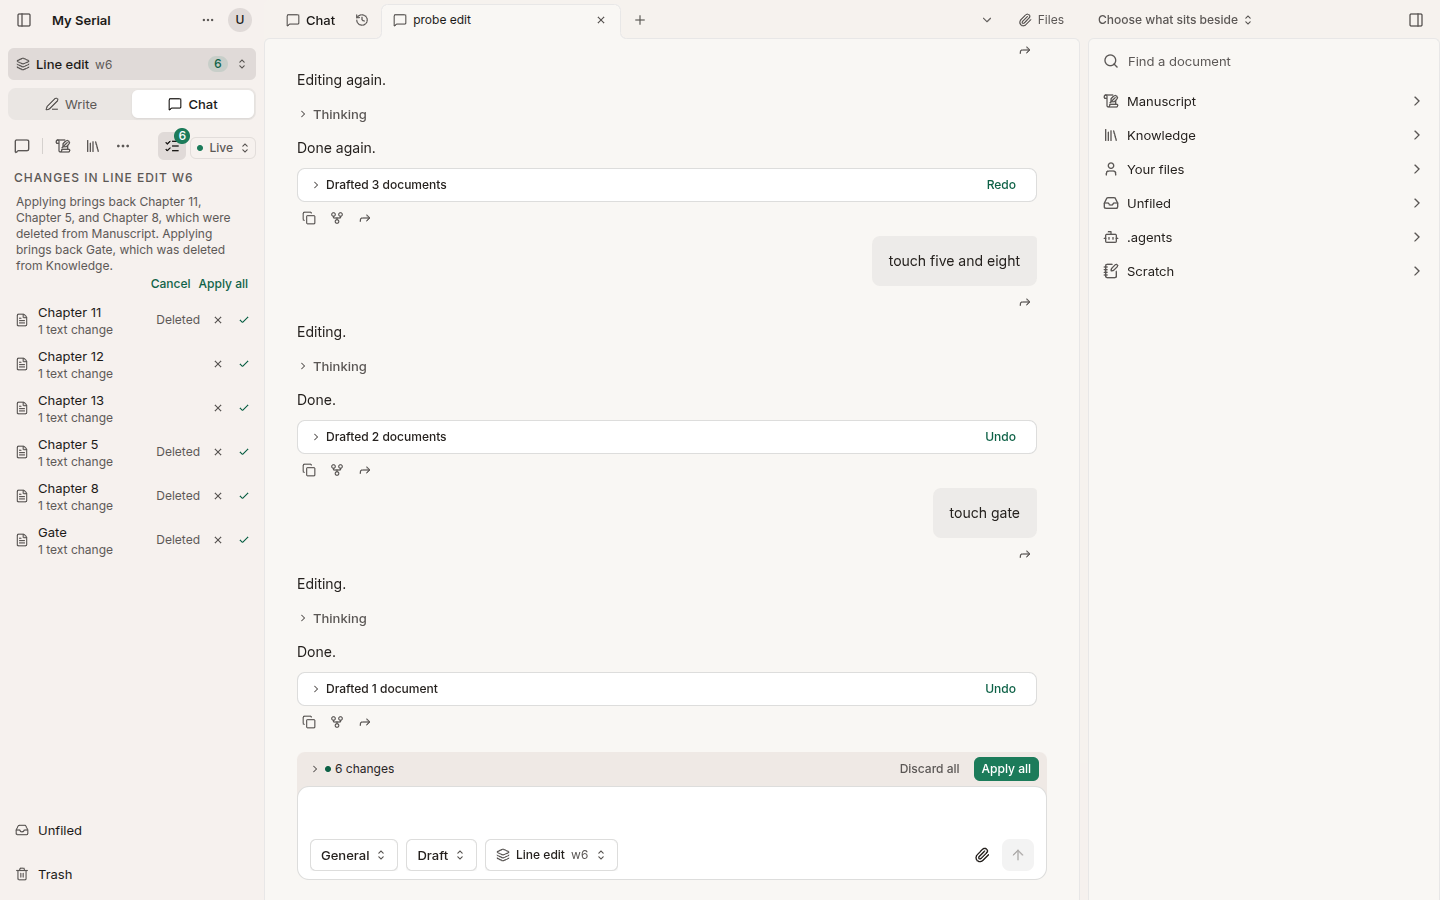 My Serial
U
Chat
probe edit
Files
Choose what sits beside
Line edit w6
6
Write
Chat
6
Live
CHANGES IN LINE EDIT W6
Applying brings back Chapter 11,
Chapter 5, and Chapter 8, which were
deleted from Manuscript. Applying
brings back Gate, which was deleted
from Knowledge.
Cancel
Apply all
Chapter 11
1 text change
Deleted
Chapter 12
1 text change
Chapter 13
1 text change
Chapter 5
1 text change
Deleted
Chapter 8
1 text change
Deleted
Gate
1 text change
Deleted
Unfiled
Trash
Editing again.
Thinking
Done again.
Drafted 3 documents
Redo
touch five and eight
Editing.
Thinking
Done.
Drafted 2 documents
Undo
touch gate
Editing.
Thinking
Done.
Drafted 1 document
Undo
6 changes
Discard all
Apply all
General
Draft
Line edit w6
Find a document
Manuscript
Knowledge
Your files
Unfiled
.agents
Scratch